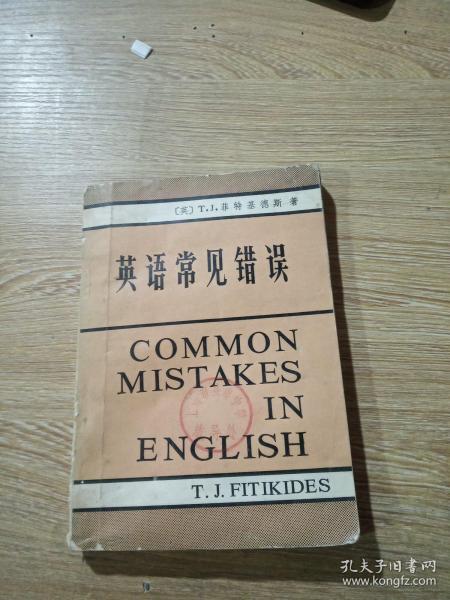 〔英〕T.J.菲特基德斯 著
英语常见错误
COMMON
MISTAKES
IN
ENGLISH
T. J. FITIKIDES
孔夫子旧书网
www.kongfz.com